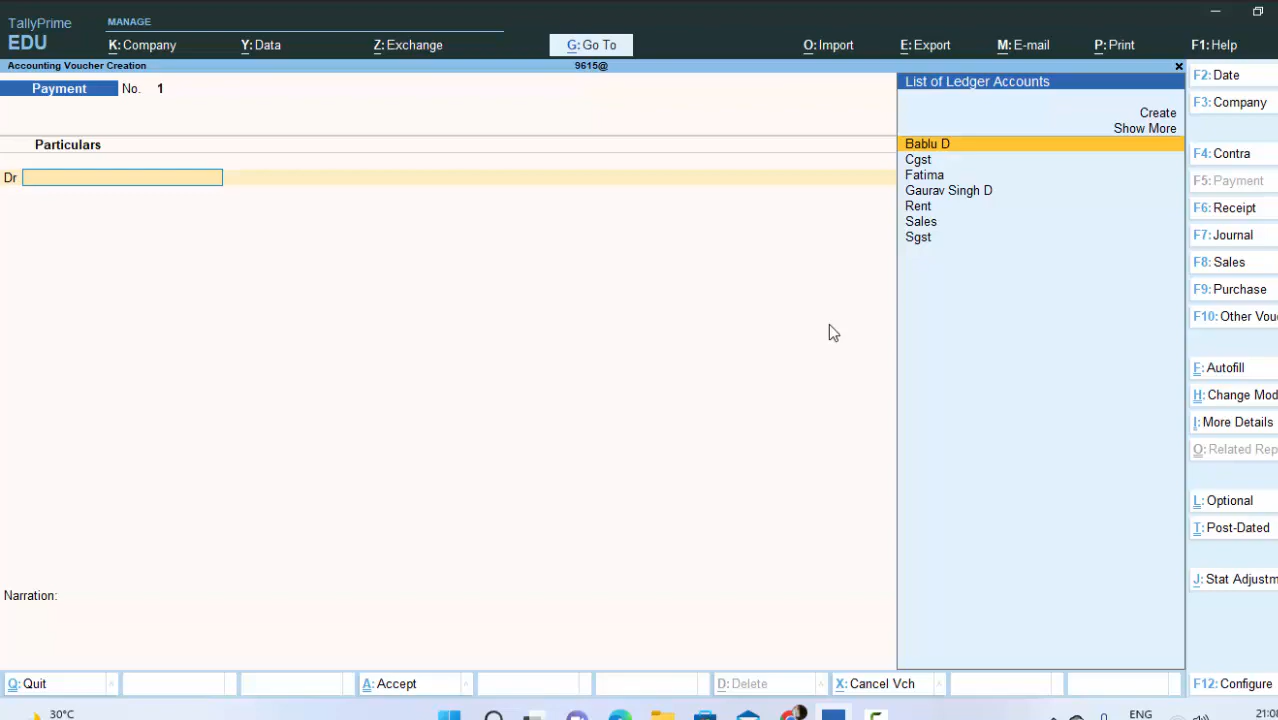 TallyPrime
EDU
MANAGE
K: Company
Y: Data
Z: Exchange
G: Go To
O: Import
E: Export
M: E-mail
P: Print
F1: Help
Accounting Voucher Creation
9615@
Payment No. 1
Particulars
Dr
Narration:
List of Ledger Accounts
Create
Show More
Bablu D
Cgst
Fatima
Gaurav Singh D
Rent
Sales
Sgst
F2: Date
F3: Company
F4: Contra
F5: Payment
F6: Receipt
F7: Journal
F8: Sales
F9: Purchase
F10: Other Vou
F: Autofill
H: Change Mod
I: More Details
O: Related Rep
L: Optional
T: Post-Dated
J: Stat Adjustm
Q: Quit
A: Accept
D: Delete
X: Cancel Vch
F12: Configure
30°C
ENG